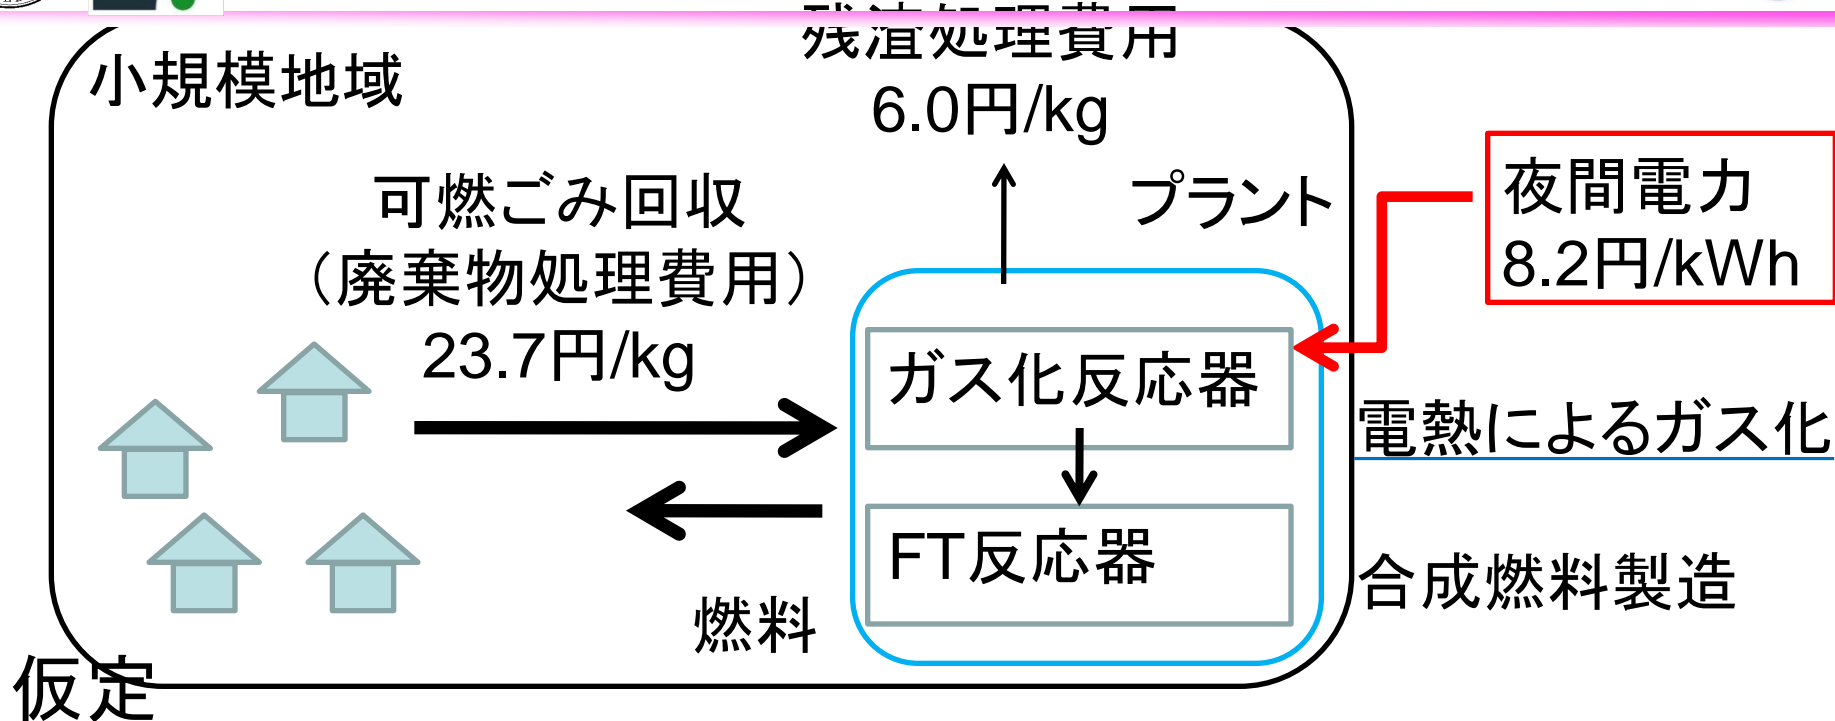 残渣処理費用
6.0円/kg
小規模地域
可燃ごみ回収
（廃棄物処理費用）
23.7円/kg
プラント
夜間電力
8.2円/kWh
ガス化反応器
電熱によるガス化
FT反応器
合成燃料製造
燃料
仮定